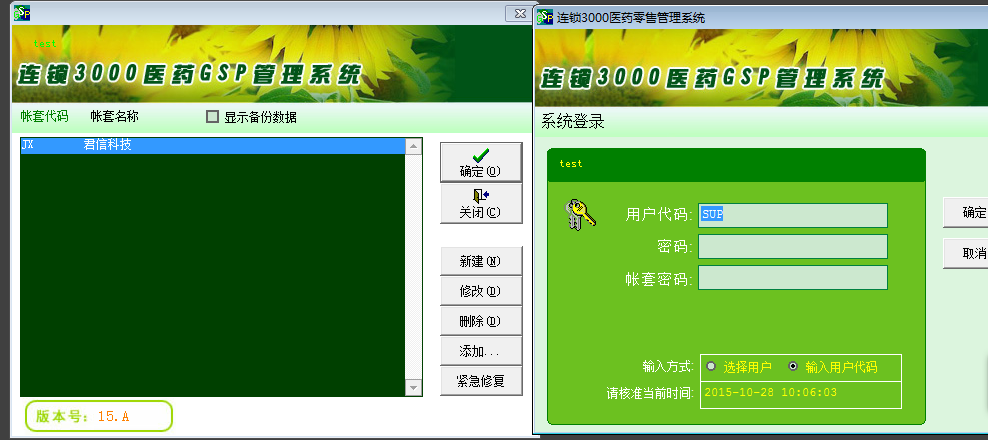 test
连锁3000医药GSP管理系统
帐套代码 帐套名称 显示备份数据
JX 君信科技
确定(O)
关闭(C)
新建(N)
修改(D)
删除(D)
添加...
紧急修复
版本号: 15.A
连锁3000医药零售管理系统
连锁3000医药GSP管理系统
系统登录
test
用户代码: SUP
密码:
帐套密码:
输入方式: 选择用户 输入用户代码
请核准当前时间: 2015-10-28 10:06:03
确定
取消